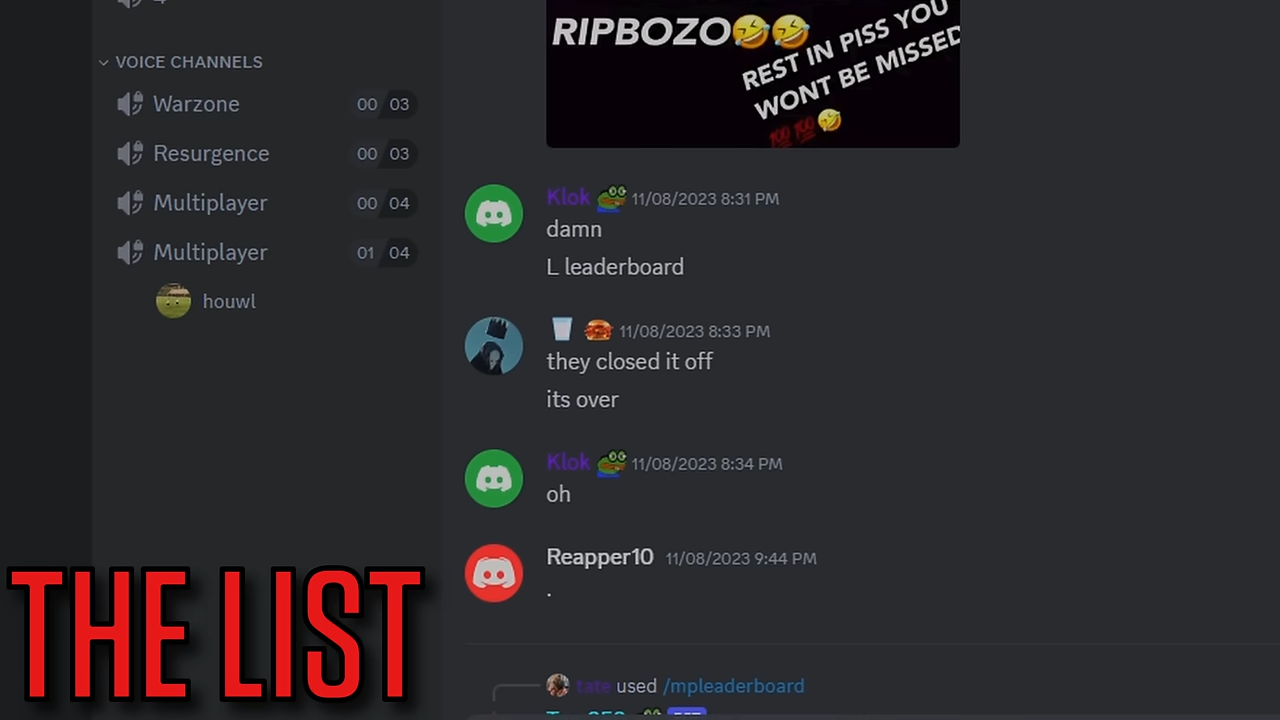 VOICE CHANNELS
Warzone 00 03
Resurgence 00 03
Multiplayer 00 04
Multiplayer 01 04
houwl
RIPBOZO🤣🤣
REST IN PISS YOU
WONT BE MISSED
💯💯🤣
Klok 11/08/2023 8:31 PM
damn
L leaderboard
🥛 🍔 11/08/2023 8:33 PM
they closed it off
its over
Klok 11/08/2023 8:34 PM
oh
Reapper10 11/08/2023 9:44 PM
.
tate used /mpleaderboard
THE LIST